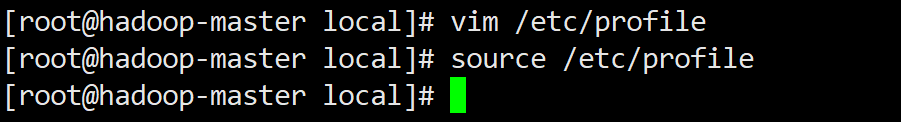 [root@hadoop-master local]# vim /etc/profile
[root@hadoop-master local]# source /etc/profile
[root@hadoop-master local]#